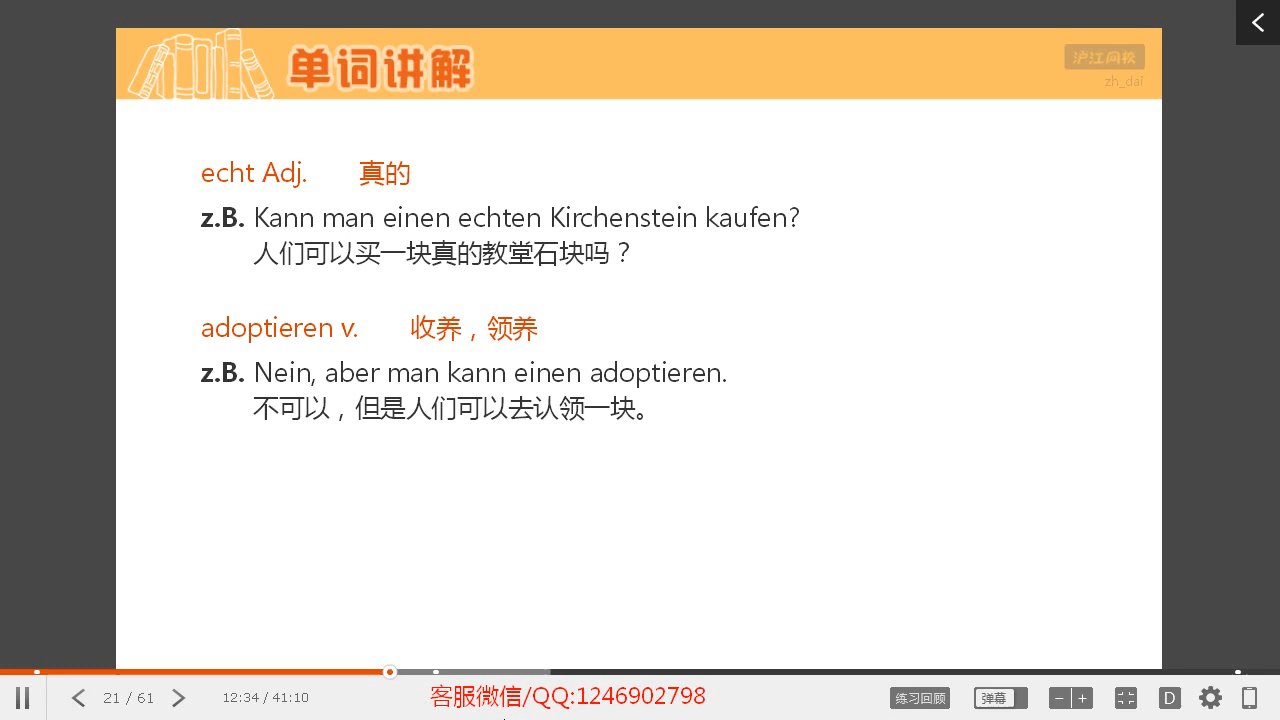 单词讲解
沪江网校
zh_dai
echt Adj. 真的
z.B. Kann man einen echten Kirchenstein kaufen?
人们可以买一块真的教堂石块吗？
adoptieren v. 收养，领养
z.B. Nein, aber man kann einen adoptieren.
不可以，但是人们可以去认领一块。
21 / 61
12:34 / 41:10
客服微信/QQ:1246902798
练习回顾
弹幕
D